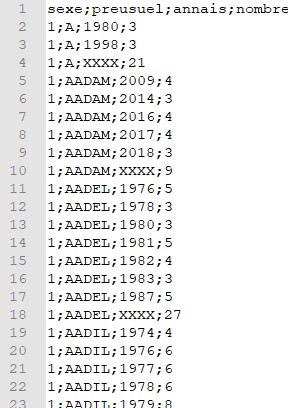 1 sexe;preusuel;annais;nombre
2 1;A;1980;3
3 1;A;1998;3
4 1;A;XXXX;21
5 1;AADAM;2009;4
6 1;AADAM;2014;3
7 1;AADAM;2016;4
8 1;AADAM;2017;4
9 1;AADAM;2018;3
10 1;AADAM;XXXX;9
11 1;AADEL;1976;5
12 1;AADEL;1978;3
13 1;AADEL;1980;3
14 1;AADEL;1981;5
15 1;AADEL;1982;4
16 1;AADEL;1983;3
17 1;AADEL;1987;5
18 1;AADEL;XXXX;27
19 1;AADIL;1974;4
20 1;AADIL;1976;6
21 1;AADIL;1977;6
22 1;AADIL;1978;6
23 1;AADIL;1979;8